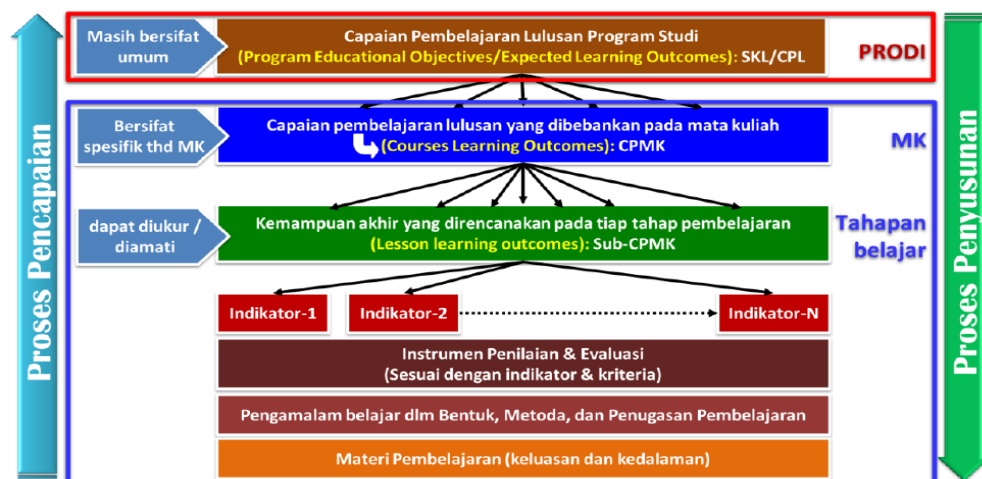 Proses Pencapaian
Masih bersifat
umum
Capaian Pembelajaran Lulusan Program Studi
(Program Educational Objectives/Expected Learning Outcomes): SKL/CPL
PRODI
Bersifat
spesifik thd MK
Capaian pembelajaran lulusan yang dibebankan pada mata kuliah
(Courses Learning Outcomes): CPMK
MK
dapat diukur /
diamati
Kemampuan akhir yang direncanakan pada tiap tahap pembelajaran
(Lesson learning outcomes): Sub-CPMK
Tahapan
belajar
Indikator-1
Indikator-2
Indikator-N
Instrumen Penilaian & Evaluasi
(Sesuai dengan indikator & kriteria)
Pengamalam belajar dlm Bentuk, Metoda, dan Penugasan Pembelajaran
Materi Pembelajaran (keluasan dan kedalaman)
Proses Penyusunan